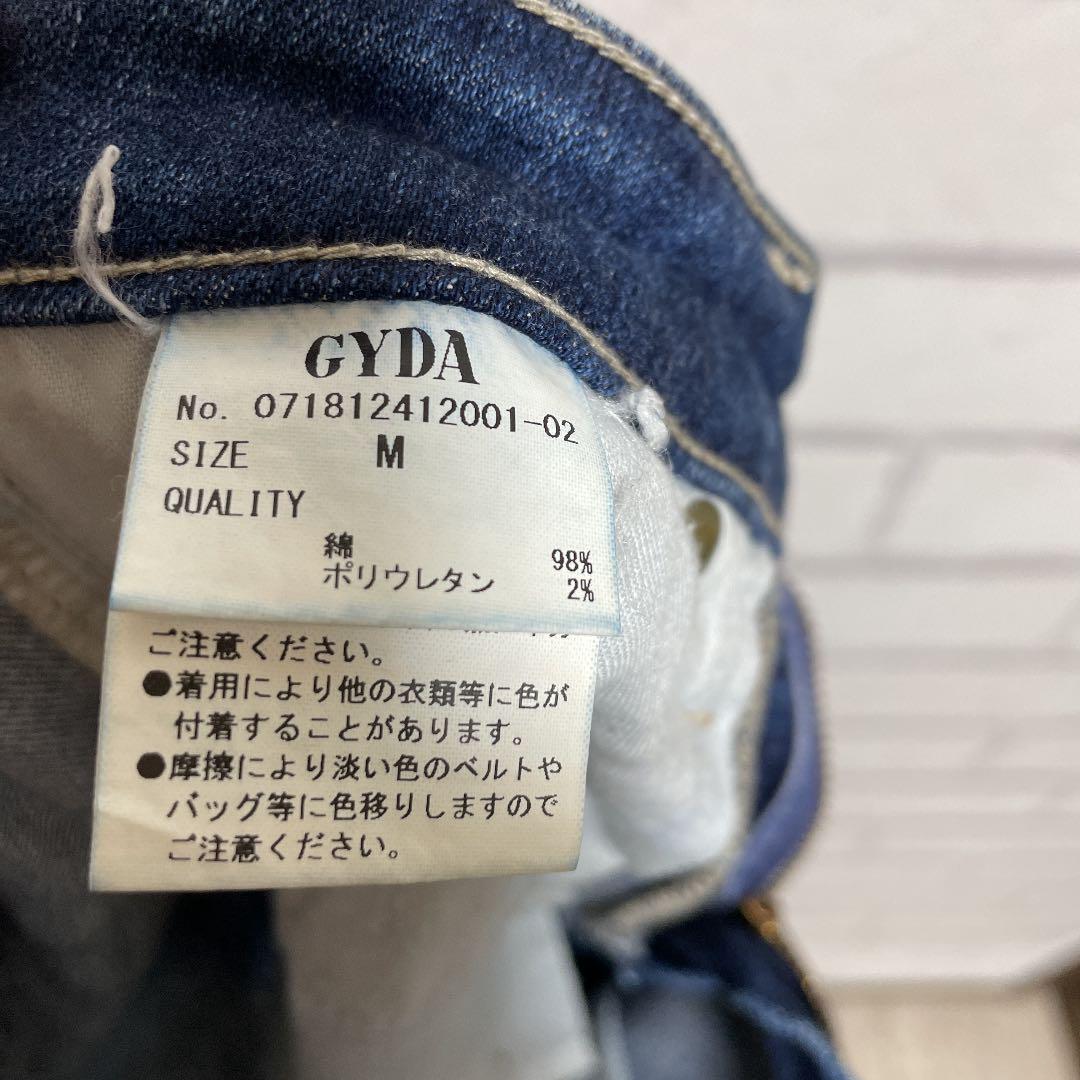 GYDA
No. 071812412001-02
SIZE M
QUALITY
綿 98%
ポリウレタン 2%
ご注意ください。
●着用により他の衣類等に色が
付着することがあります。
●摩擦により淡い色のベルトや
バッグ等に色移りしますので
ご注意ください。